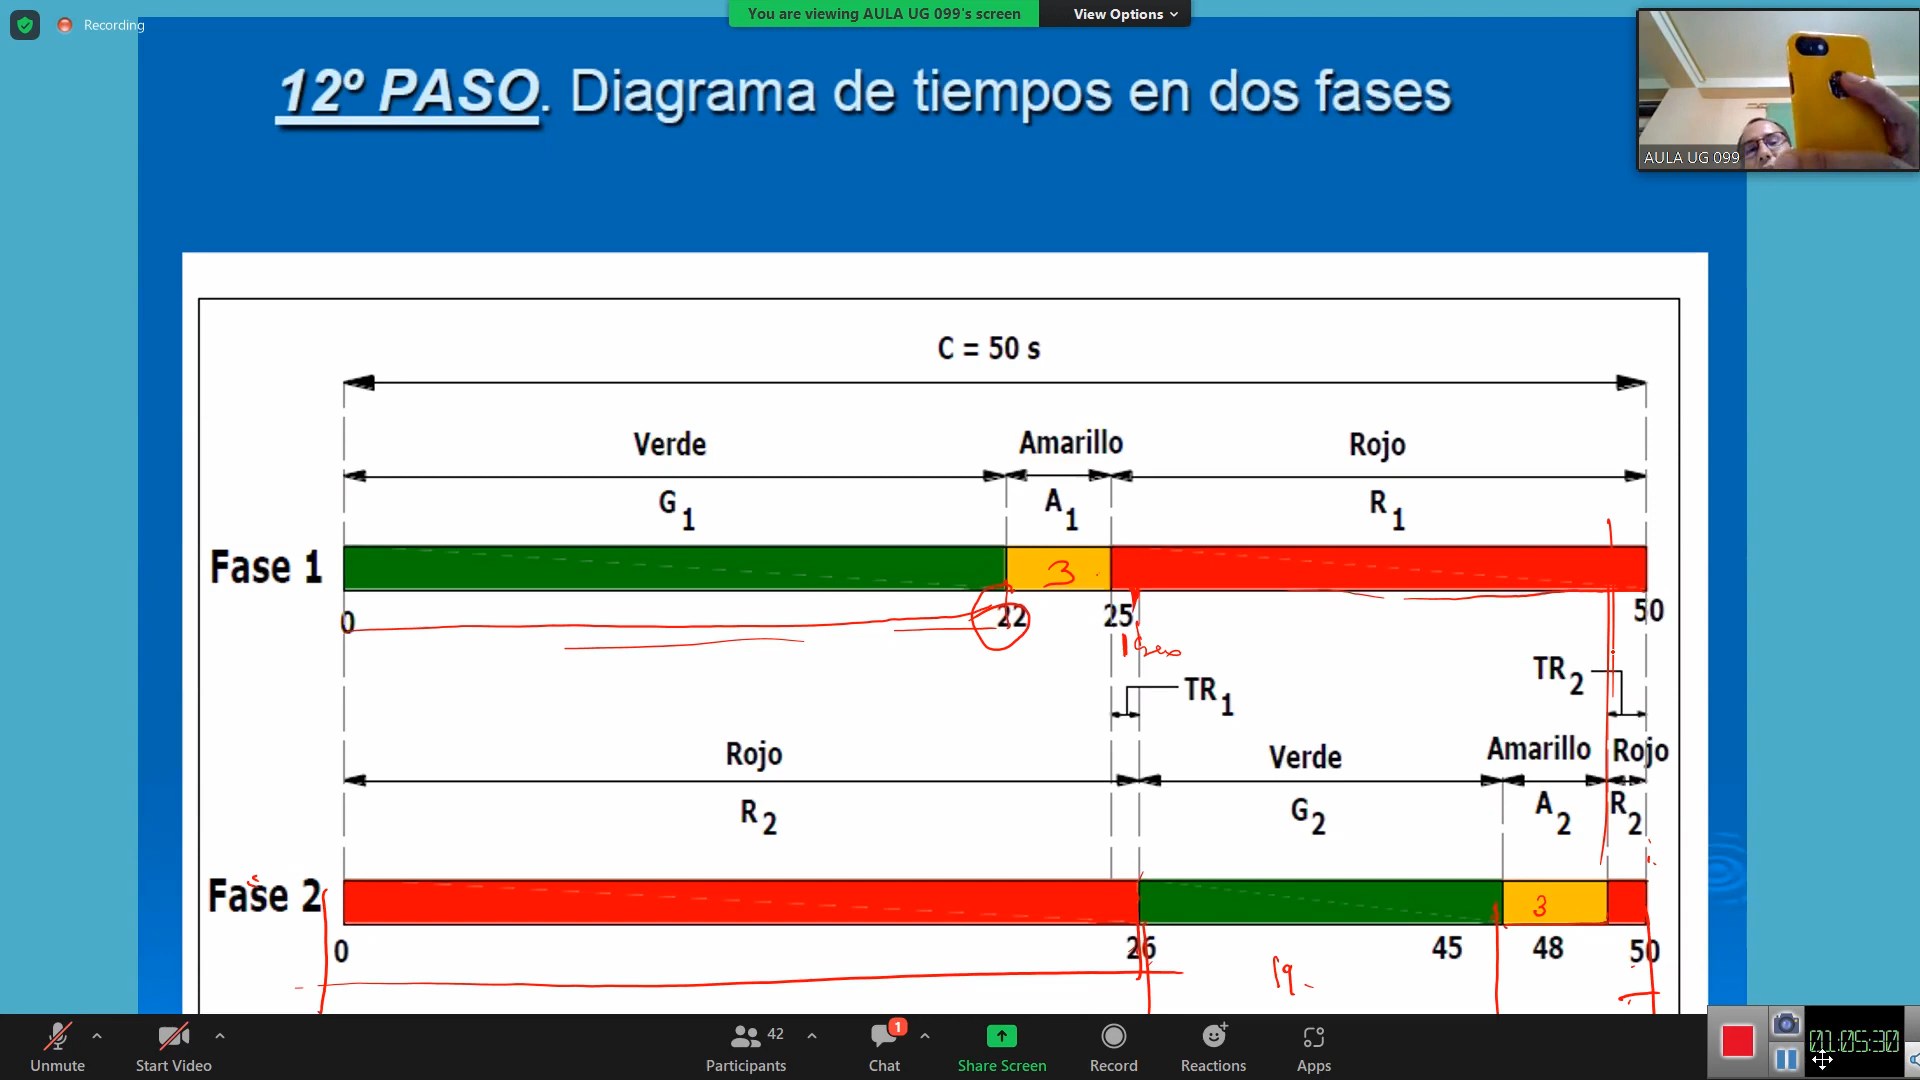 You are viewing AULA UG 099's screen
View Options
Recording
AULA UG 099
12º PASO. Diagrama de tiempos en dos fases
C = 50 s
Verde
Amarillo
Rojo
G1
A1
R1
Fase 1
3
0
22
25
50
TR1
TR2
Rojo
Verde
Amarillo
Rojo
R2
G2
A2
R2
Fase 2
3
0
26
45
48
50
19
Unmute
Start Video
Participants
42
Chat
1
Share Screen
Record
Reactions
Apps
01:05:30